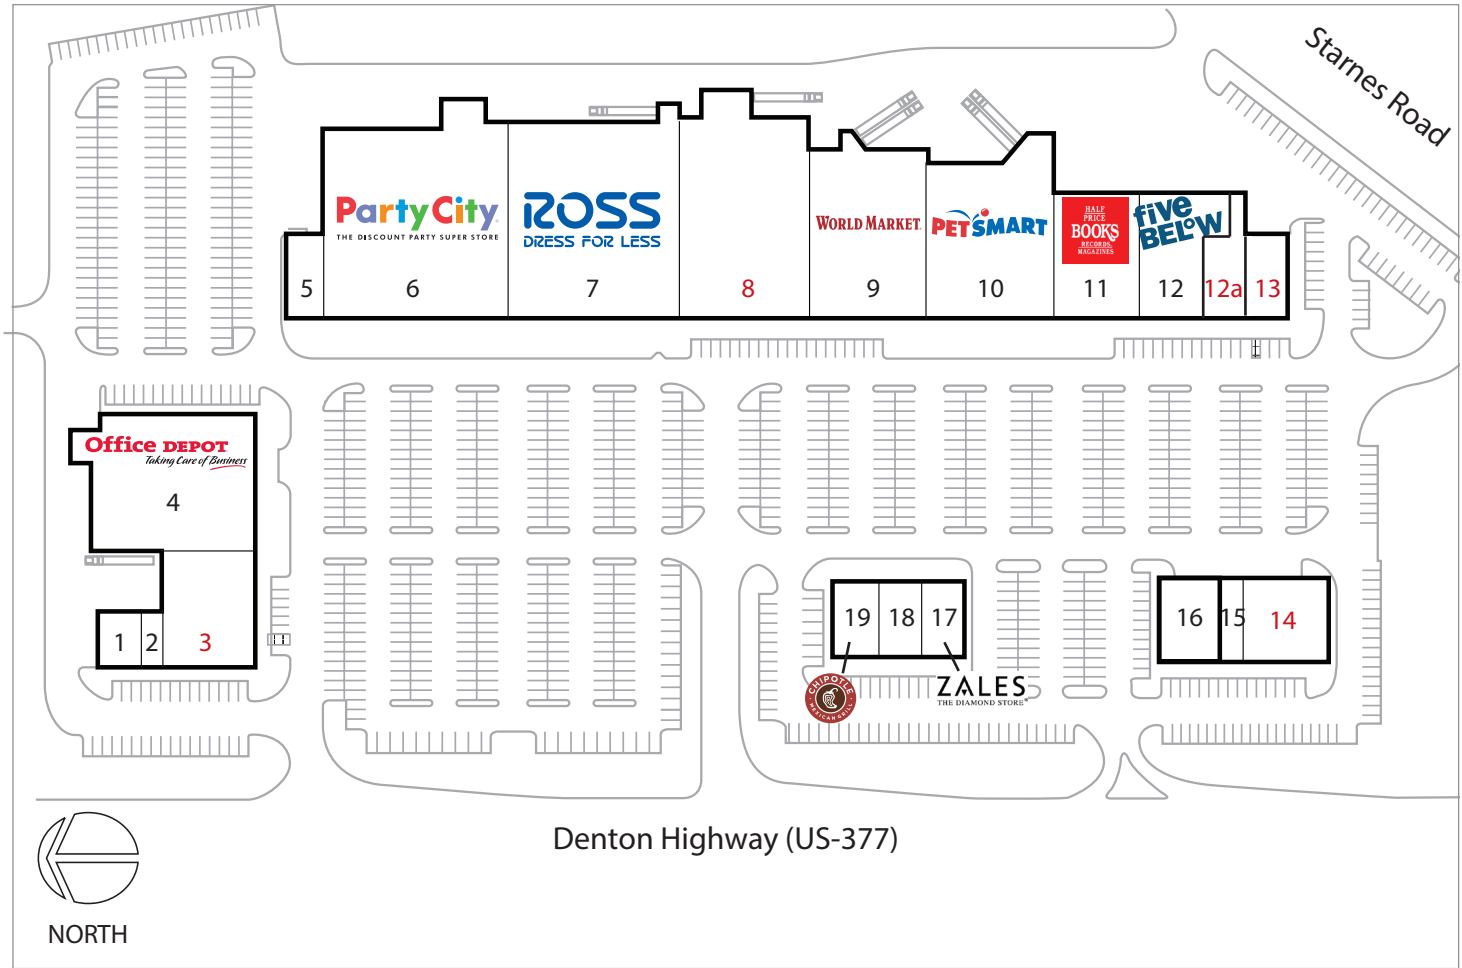 Starnes Road
Party City
THE DISCOUNT PARTY SUPER STORE
ROSS
DRESS FOR LESS
WORLD MARKET.
PETSMART
HALF
PRICE
BOOKS
RECORDS,
MAGAZINES
five
BELOW
5
6
7
8
9
10
11
12
12a
13
Office DEPOT
Taking Care of Business
4
1
2
3
19
18
17
16
15
14
CHIPOTLE
MEXICAN GRILL
ZALES
THE DIAMOND STORE®
Denton Highway (US-377)
NORTH